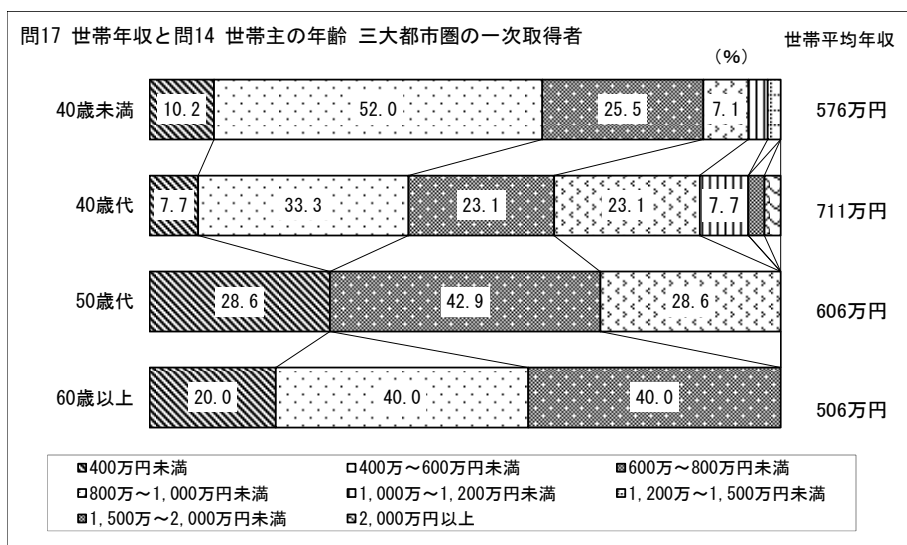 問17 世帯年収と問14 世帯主の年齢 三大都市圏の一次取得者
世帯平均年収
（%）
40歳未満 10.2 52.0 25.5 7.1 576万円
40歳代 7.7 33.3 23.1 23.1 7.7 711万円
50歳代 28.6 42.9 28.6 606万円
60歳以上 20.0 40.0 40.0 506万円
400万円未満 400万～600万円未満 600万～800万円未満
800万～1,000万円未満 1,000万～1,200万円未満 1,200万～1,500万円未満
1,500万～2,000万円未満 2,000万円以上